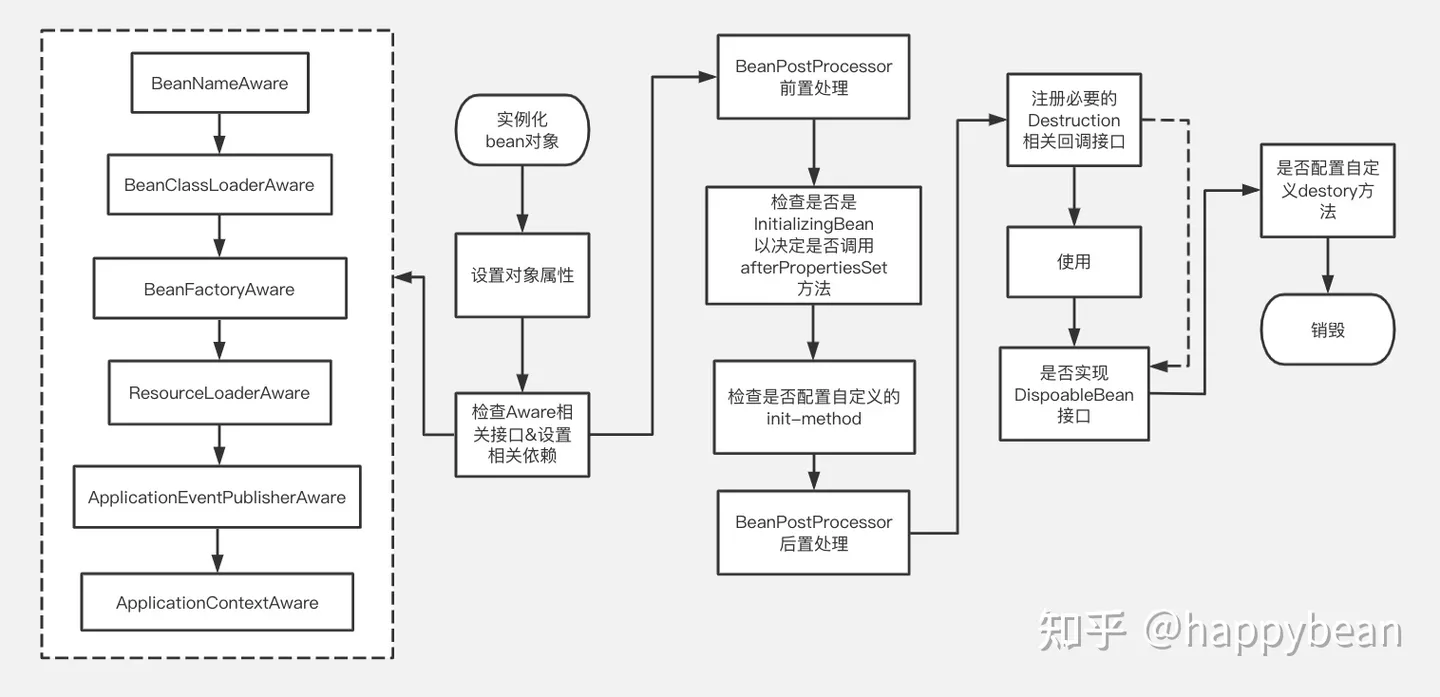 BeanNameAware
BeanClassLoaderAware
BeanFactoryAware
ResourceLoaderAware
ApplicationEventPublisherAware
ApplicationContextAware
实例化
bean对象
设置对象属性
检查Aware相
关接口&设置
相关依赖
BeanPostProcessor
前置处理
检查是否是
InitializingBean
以决定是否调用
afterPropertiesSet
方法
检查是否配置自定义的
init-method
BeanPostProcessor
后置处理
注册必要的
Destruction
相关回调接口
使用
是否实现
DispoableBean
接口
是否配置自定
义destory方
法
销毁
知乎 @happybean